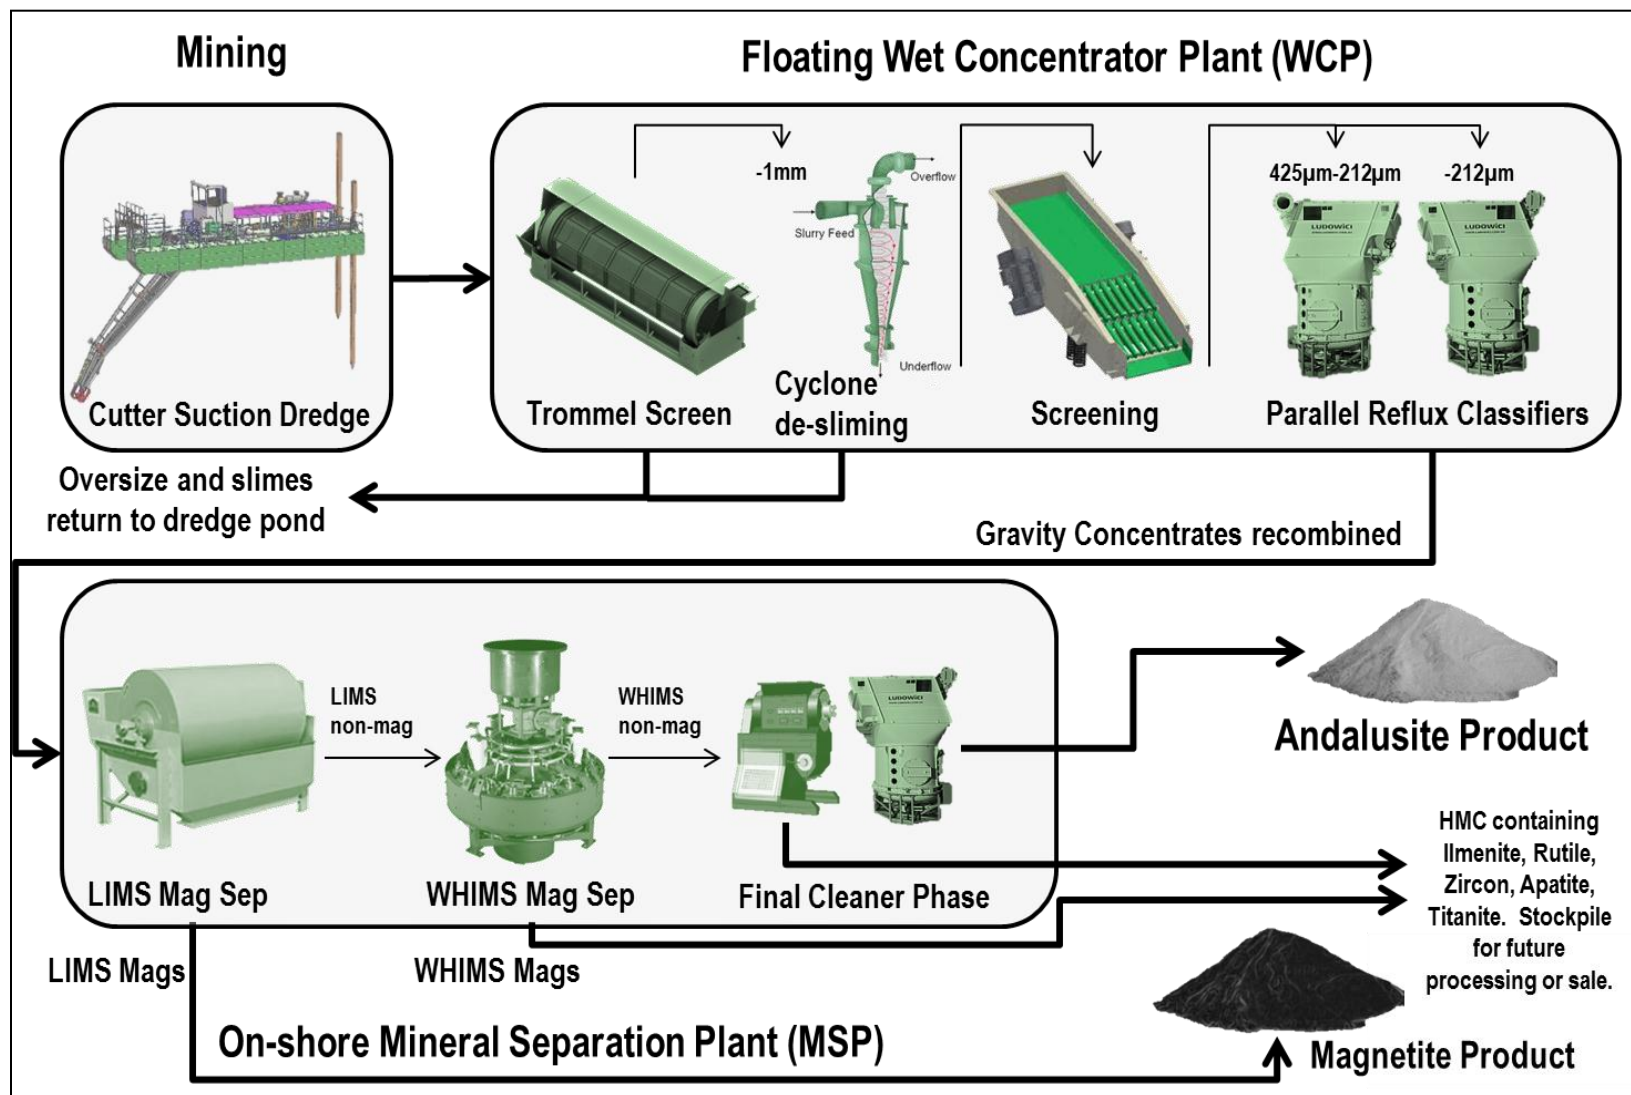 Mining
Floating Wet Concentrator Plant (WCP)
-1mm
Overflow
Slurry Feed
Underflow
425µm-212µm
-212µm
LUDOWICI
LUDOWICI
Cutter Suction Dredge
Trommel Screen
Cyclone
de-sliming
Screening
Parallel Reflux Classifiers
Oversize and slimes
return to dredge pond
Gravity Concentrates recombined
LIMS
non-mag
WHIMS
non-mag
LUDOWICI
LIMS Mag Sep
WHIMS Mag Sep
Final Cleaner Phase
Andalusite Product
HMC containing
Ilmenite, Rutile,
Zircon, Apatite,
Titanite. Stockpile
for future
processing or sale.
LIMS Mags
WHIMS Mags
On-shore Mineral Separation Plant (MSP)
Magnetite Product